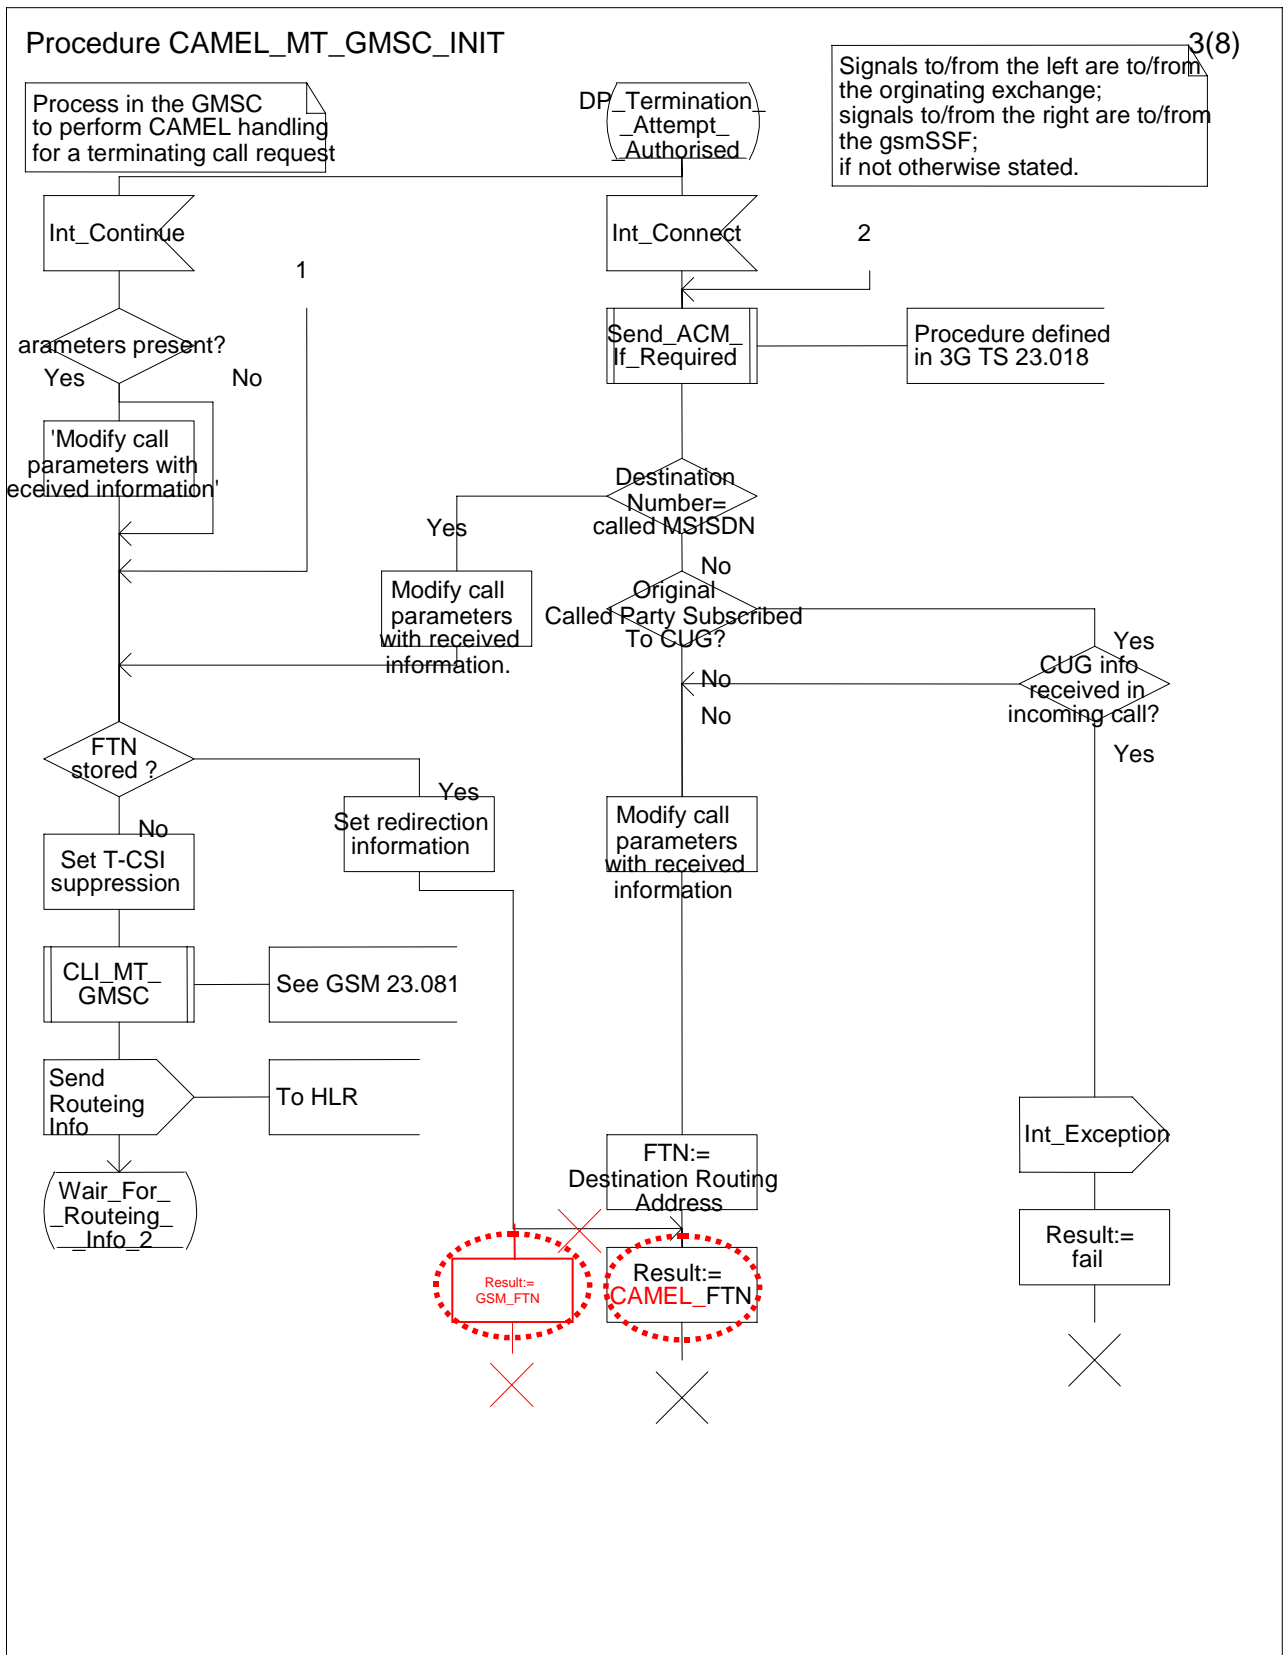 Procedure CAMEL_MT_GMSC_INIT
3(8)
Process in the GMSC
to perform CAMEL handling
for a terminating call request
DP_Termination_
_Attempt_
_Authorised
Signals to/from the left are to/from
the orginating exchange;
signals to/from the right are to/from
the gsmSSF;
if not otherwise stated.
Int_Continue
Int_Connect
2
1
arameters present?
Yes
No
Send_ACM_
If_Required
Procedure defined
in 3G TS 23.018
'Modify call
parameters with
eceived information'
Destination
Number=
called MSISDN
Yes
No
Modify call
parameters
with received
information.
Original
Called Party Subscribed
To CUG?
Yes
No
CUG info
received in
incoming call?
No
Yes
FTN
stored ?
Yes
No
Set redirection
information
Modify call
parameters
with received
information
Set T-CSI
suppression
CLI_MT_
GMSC
See GSM 23.081
Send
Routeing
Info
To HLR
Int_Exception
FTN:=
Destination Routing
Address
Wair_For_
_Routeing_
_Info_2
Result:=
fail
Result:=
GSM_FTN
Result:=
CAMEL_FTN